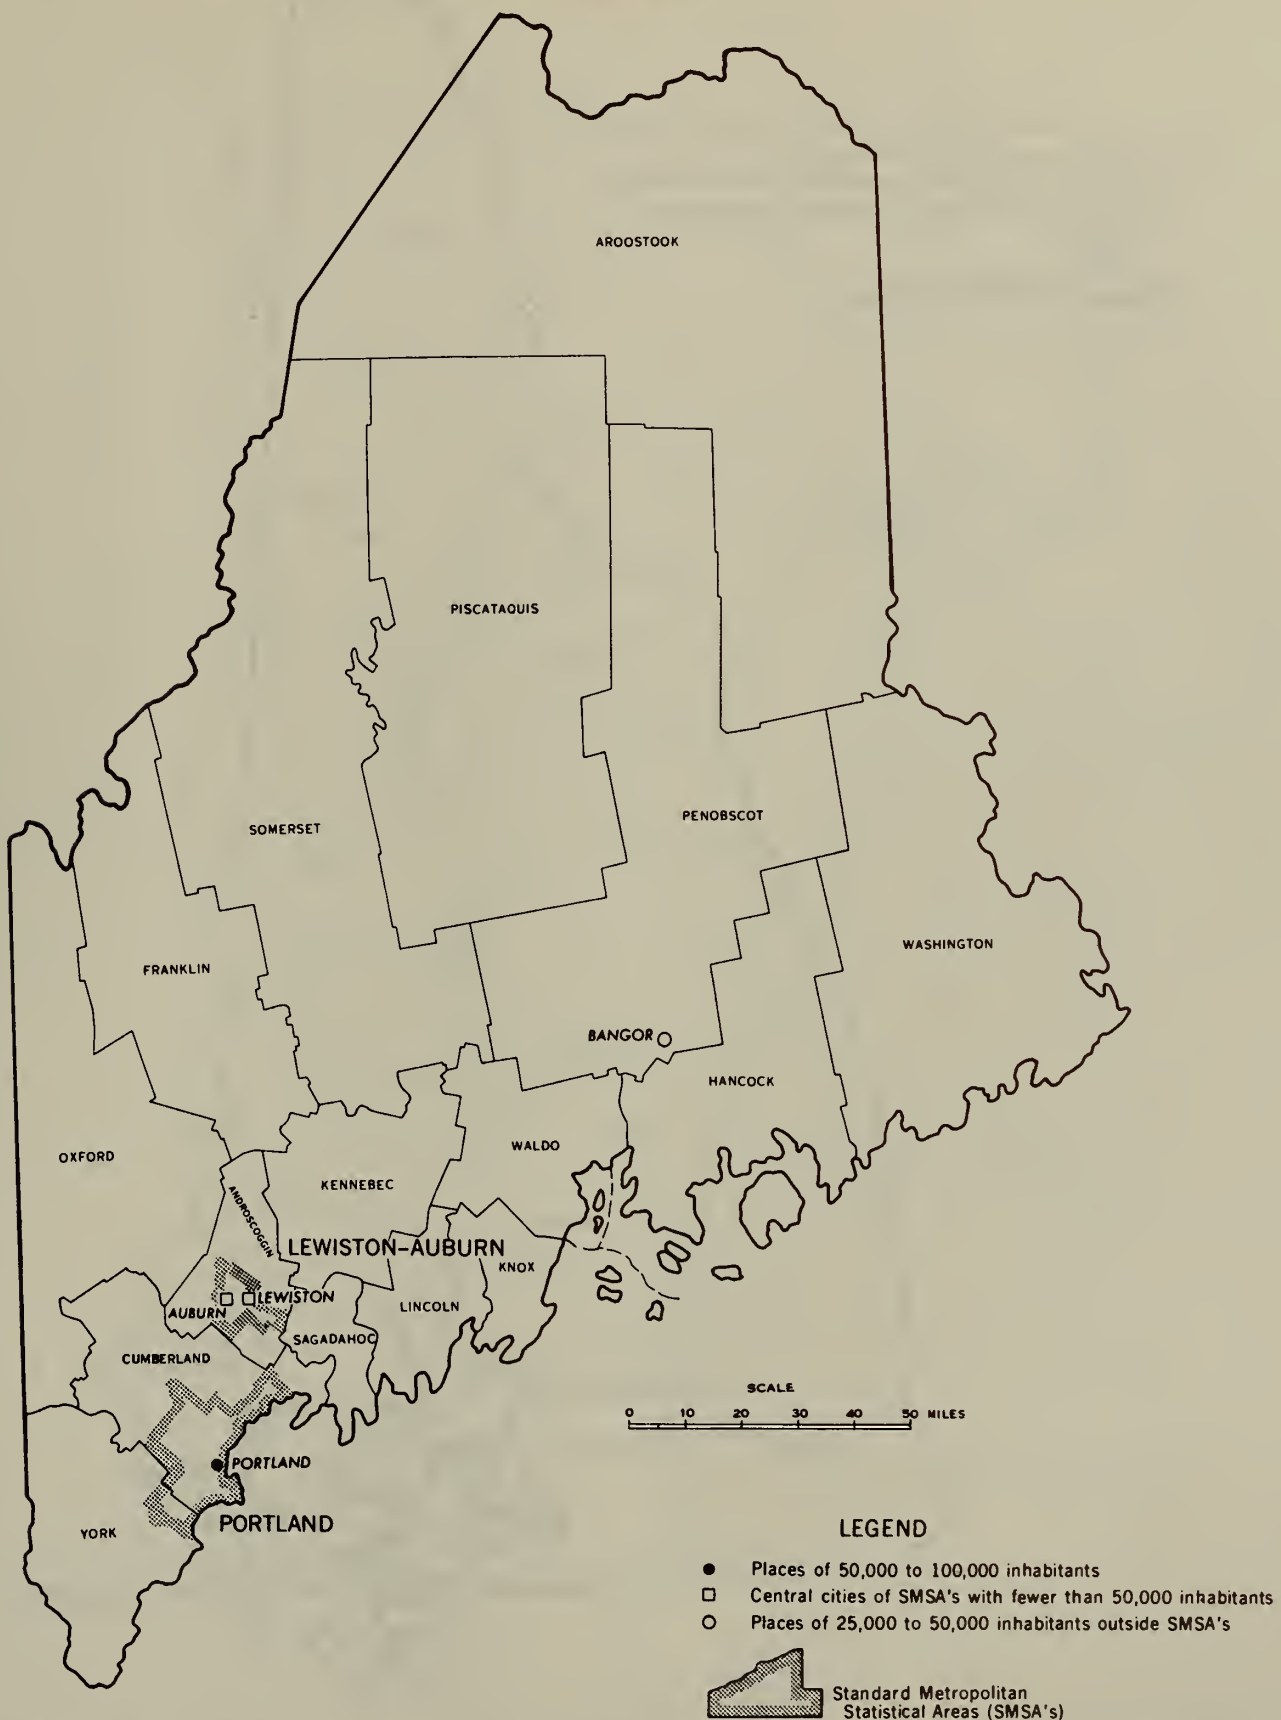 AROOSTOOK
PISCATAQUIS
SOMERSET
PENOBSCOT
FRANKLIN
WASHINGTON
BANGOR
HANCOCK
OXFORD
WALDO
KENNEBEC
ANDROSCOGGIN
LEWISTON-AUBURN
KNOX
LEWISTON
AUBURN
LINCOLN
SAGADAHOC
CUMBERLAND
PORTLAND
PORTLAND
YORK
SCALE
0 10 20 30 40 50 MILES
LEGEND
Places of 50,000 to 100,000 inhabitants
Central cities of SMSA's with fewer than 50,000 inhabitants
Places of 25,000 to 50,000 inhabitants outside SMSA's
Standard Metropolitan
Statistical Areas (SMSA's)